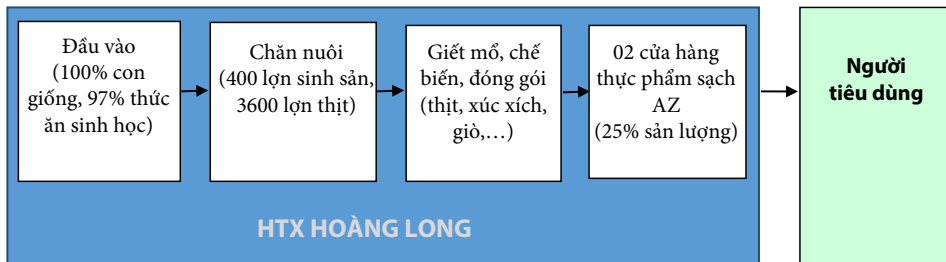 Đầu vào
(100% con
giống, 97% thức
ăn sinh học)
Chăn nuôi
(400 lợn sinh sản,
3600 lợn thịt)
Giết mổ, chế
biến, đóng gói
(thịt, xúc xích,
giò,…)
02 cửa hàng
thực phẩm sạch
AZ
(25% sản lượng)
Người
tiêu dùng
HTX HOÀNG LONG